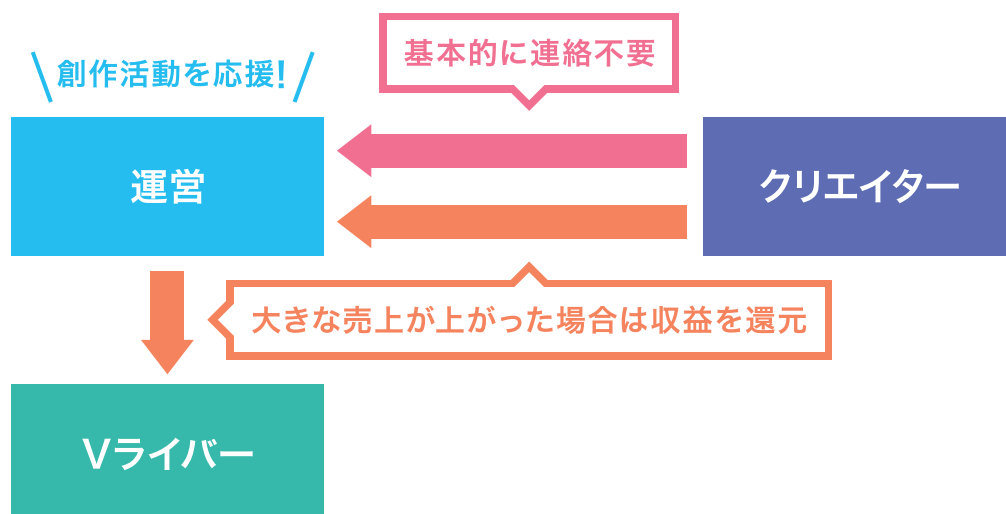 基本的に連絡不要
創作活動を応援!
運営
クリエイター
大きな売上が上がった場合は収益を還元
Vライバー